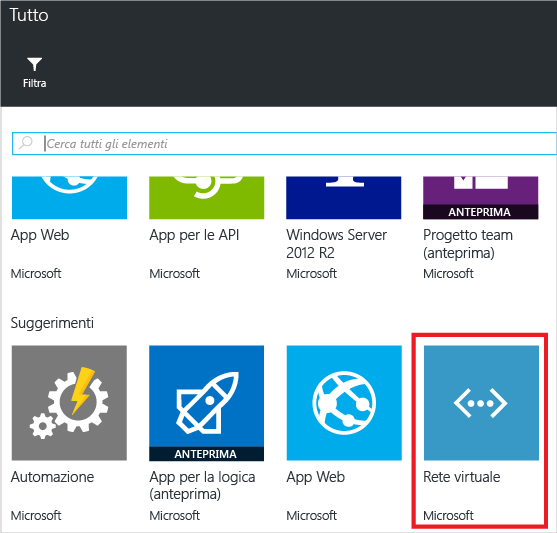 Tutto
Filtra
Cerca tutti gli elementi
ANTEPRIMA
App Web
App per le API
Windows Server
2012 R2
Progetto team
(anteprima)
Microsoft
Microsoft
Microsoft
Microsoft
Suggerimenti
ANTEPRIMA
Automazione
App per la logica
(anteprima)
App Web
Rete virtuale
Microsoft
Microsoft
Microsoft
Microsoft